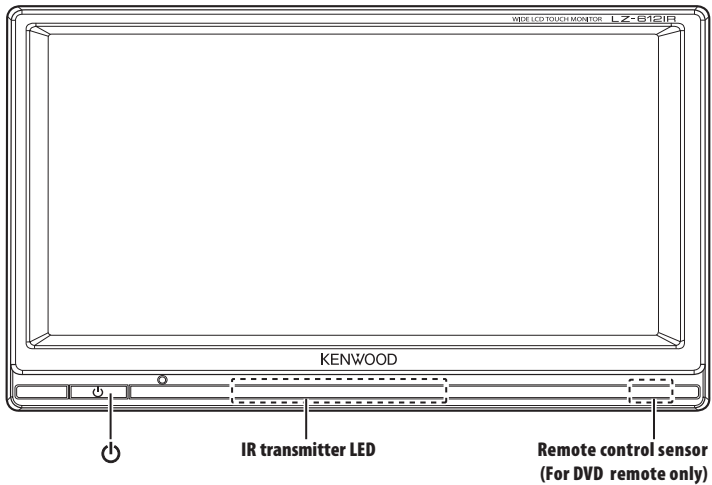 WIDE LCD TOUCH MONITOR LZ-612IR
KENWOOD
IR transmitter LED
Remote control sensor
(For DVD remote only)